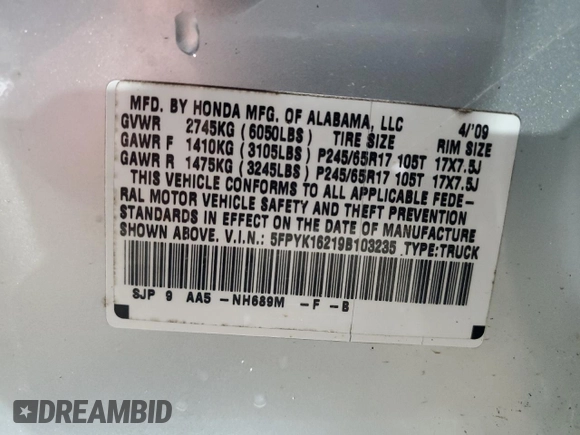 MFD. BY HONDA MFG. OF ALABAMA, LLC 4/'09
GVWR 2745KG (6050LBS) TIRE SIZE RIM SIZE
GAWR F 1410KG (3105LBS) P245/65R17 105T 17X7.5J
GAWR R 1475KG (3245LBS) P245/65R17 105T 17X7.5J
THIS VEHICLE CONFORMS TO ALL APPLICABLE FEDE-
RAL MOTOR VEHICLE SAFETY AND THEFT PREVENTION
STANDARDS IN EFFECT ON THE DATE OF MANUFACTURE
SHOWN ABOVE. V.I.N.: 5FPYK16219B103235 TYPE:TRUCK
SJP 9 AA5 -NH689M -F -B
DREAMBID